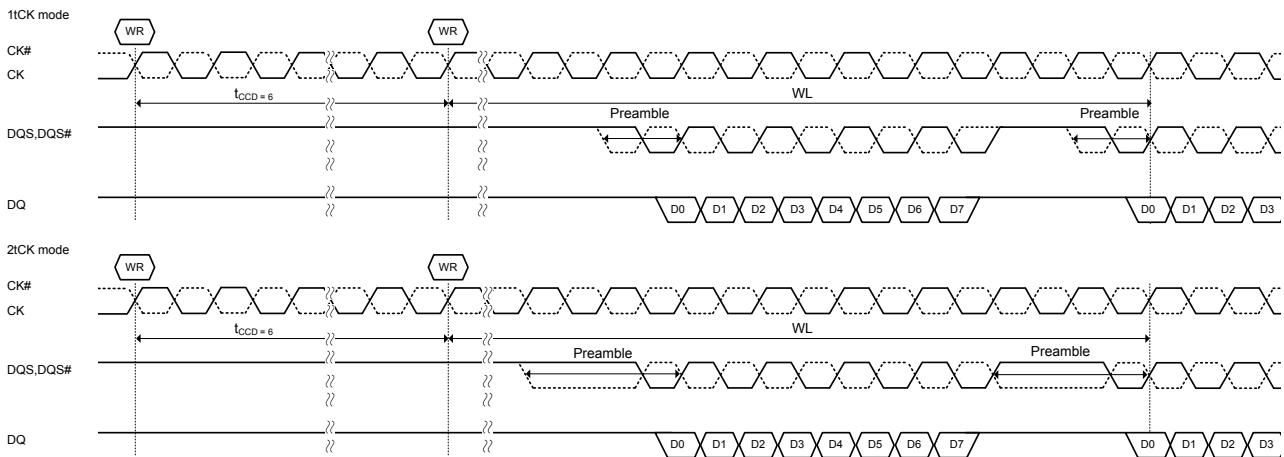 1tCK mode
WR WR
CK#
CK
tCCD = 6 WL
Preamble Preamble
DQS,DQS#
DQ D0 D1 D2 D3 D4 D5 D6 D7 D0 D1 D2 D3
2tCK mode
WR WR
CK#
CK
tCCD = 6 WL
Preamble Preamble
DQS,DQS#
DQ D0 D1 D2 D3 D4 D5 D6 D7 D0 D1 D2 D3